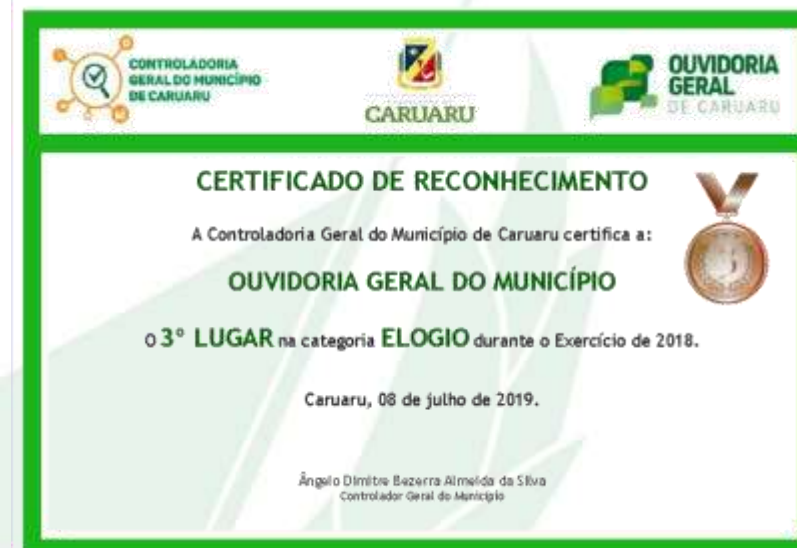 CONTROLADORIA
GERAL DO MUNICÍPIO
DE CARUARU
CARUARU
OUVIDORIA
GERAL
DE CARUARU
CERTIFICADO DE RECONHECIMENTO
A Controladoria Geral do Município de Caruaru certifica a:
OUVIDORIA GERAL DO MUNICÍPIO
3
O 3° LUGAR na categoria ELOGIO durante o Exercício de 2018.
Caruaru, 08 de julho de 2019.
Ângelo Dimitre Bezerra Almeida da Silva
Controlador Geral do Município